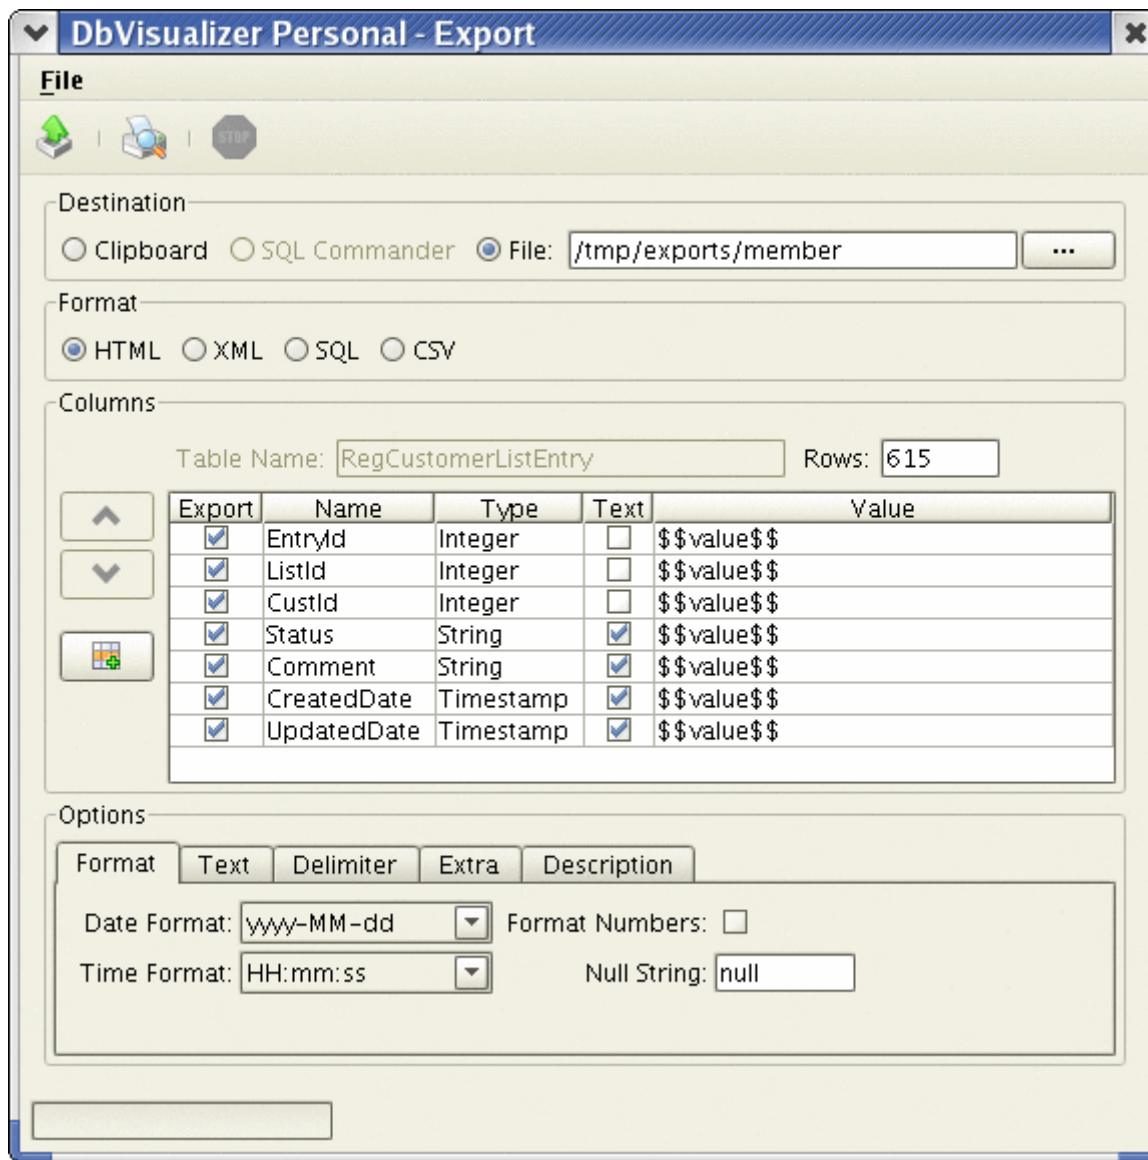 DbVisualizer Personal - Export
File
STOP
Destination
Clipboard SQL Commander File: /tmp/exports/member ...
Format
HTML XML SQL CSV
Columns
Table Name: RegCustomerListEntry Rows: 615
Export Name Type Text Value
EntryId Integer $$value$$
ListId Integer $$value$$
CustId Integer $$value$$
Status String $$value$$
Comment String $$value$$
CreatedDate Timestamp $$value$$
UpdatedDate Timestamp $$value$$
Options
Format Text Delimiter Extra Description
Date Format: yyyy-MM-dd Format Numbers:
Time Format: HH:mm:ss Null String: null